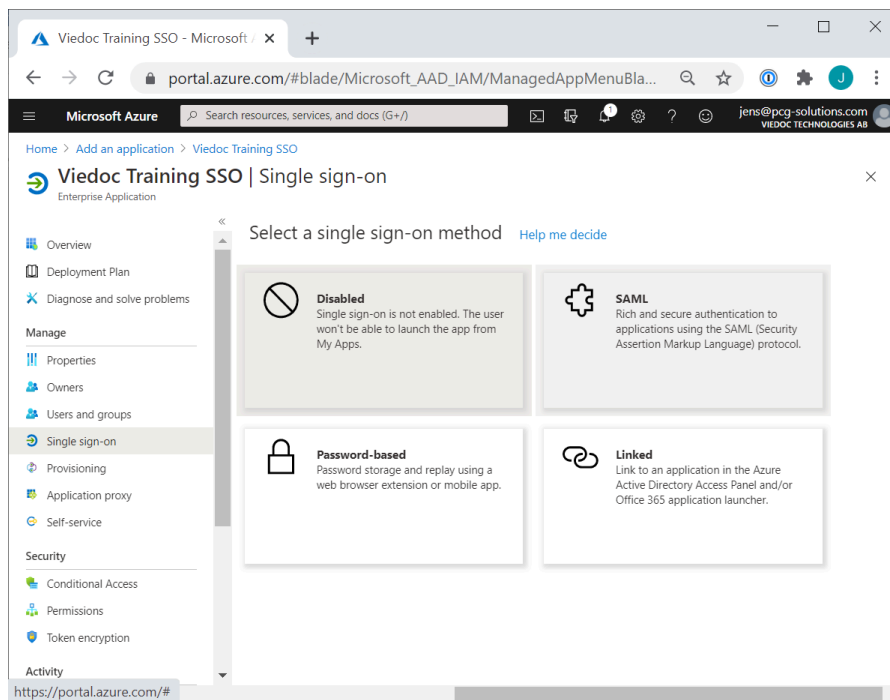 Viedoc Training SSO - Microsoft A
portal.azure.com/#blade/Microsoft_AAD_IAM/ManagedAppMenuBla...
J
Microsoft Azure
Search resources, services, and docs (G+/)
jens@pcg-solutions.com
VIEDOC TECHNOLOGIES AB
Home > Add an application > Viedoc Training SSO
Viedoc Training SSO | Single sign-on
Enterprise Application
Overview
Deployment Plan
Diagnose and solve problems
Manage
Properties
Owners
Users and groups
Single sign-on
Provisioning
Application proxy
Self-service
Security
Conditional Access
Permissions
Token encryption
Activity
Select a single sign-on method Help me decide
Disabled
Single sign-on is not enabled. The user
won't be able to launch the app from
My Apps.
SAML
Rich and secure authentication to
applications using the SAML (Security
Assertion Markup Language) protocol.
Password-based
Password storage and replay using a
web browser extension or mobile app.
Linked
Link to an application in the Azure
Active Directory Access Panel and/or
Office 365 application launcher.
https://portal.azure.com/#